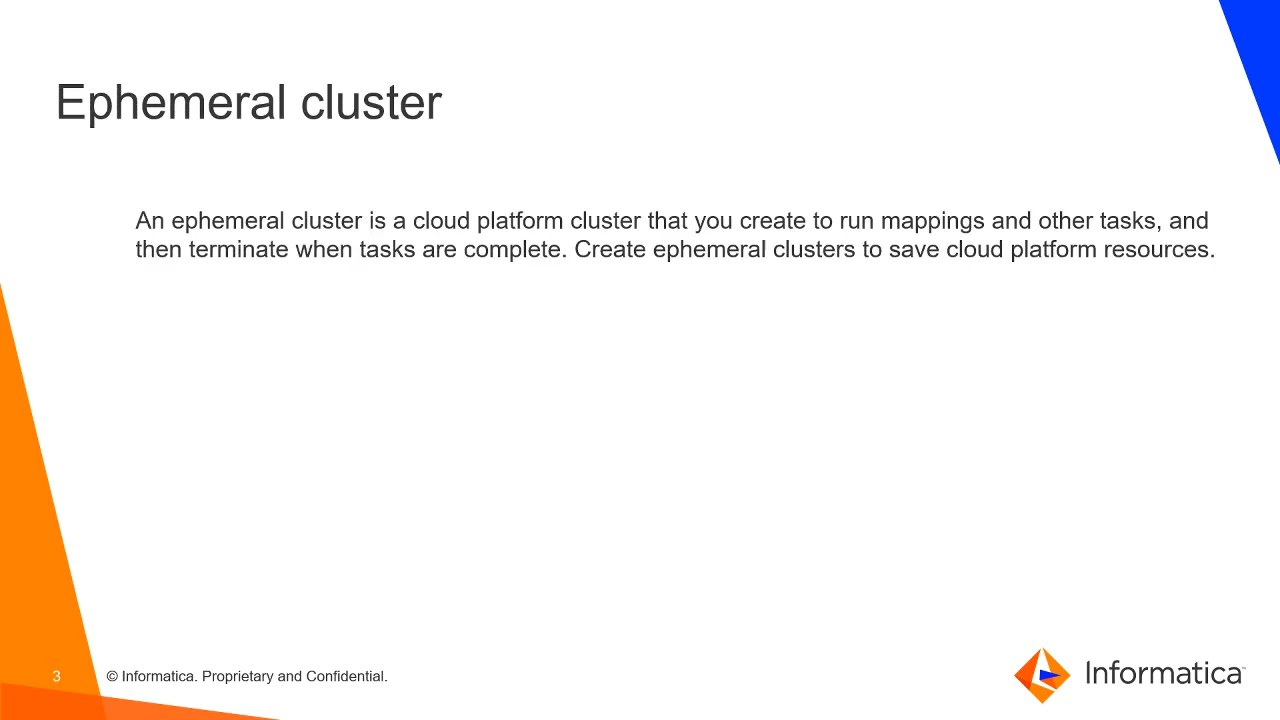 Ephemeral cluster
An ephemeral cluster is a cloud platform cluster that you create to run mappings and other tasks, and
then terminate when tasks are complete. Create ephemeral clusters to save cloud platform resources.
3
© Informatica. Proprietary and Confidential.
Informatica™